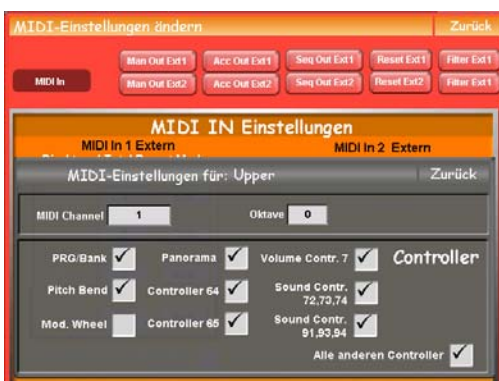 MIDI-Einstellungen ändern Zurück
Man Out Ext1 Acc Out Ext1 Seq Out Ext1 Reset Ext1 Filter Ext1
MIDI In Man Out Ext2 Acc Out Ext2 Seq Out Ext2 Reset Ext2 Filter Ext2
MIDI IN Einstellungen
MIDI In 1 Extern MIDI In 2 Extern
MIDI-Einstellungen für: Upper Zurück
MIDI Channel 1 Oktave 0
PRG/Bank Panorama Volume Contr. 7 Controller
Pitch Bend Controller 64 Sound Contr. 72,73,74
Mod. Wheel Controller 65 Sound Contr. 91,93,94
Alle anderen Controller